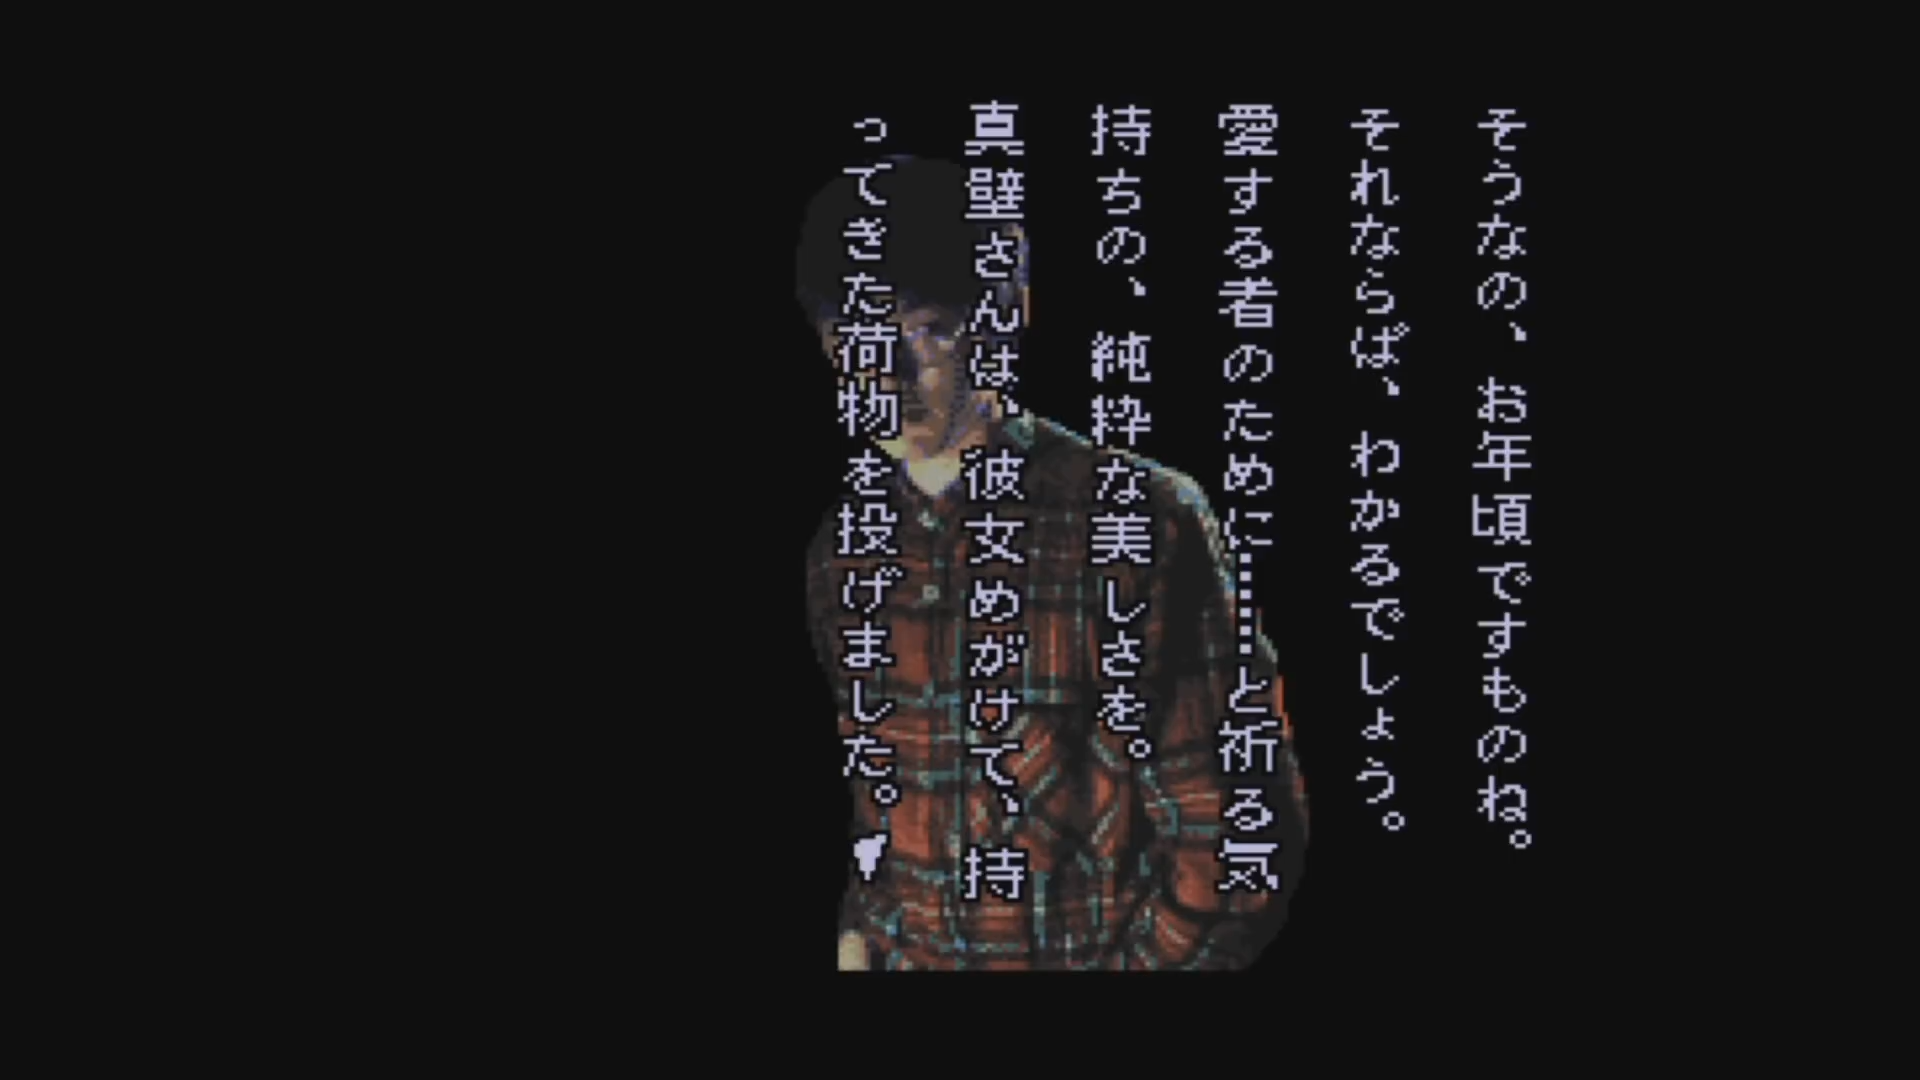 そうなの、お年頃ですものね。
それならば、わかるでしょう。
愛する者のために……と祈る気
持ちの、純粋な美しさを。
真壁さんは、彼女めがけて、持
ってきた荷物を投げました。